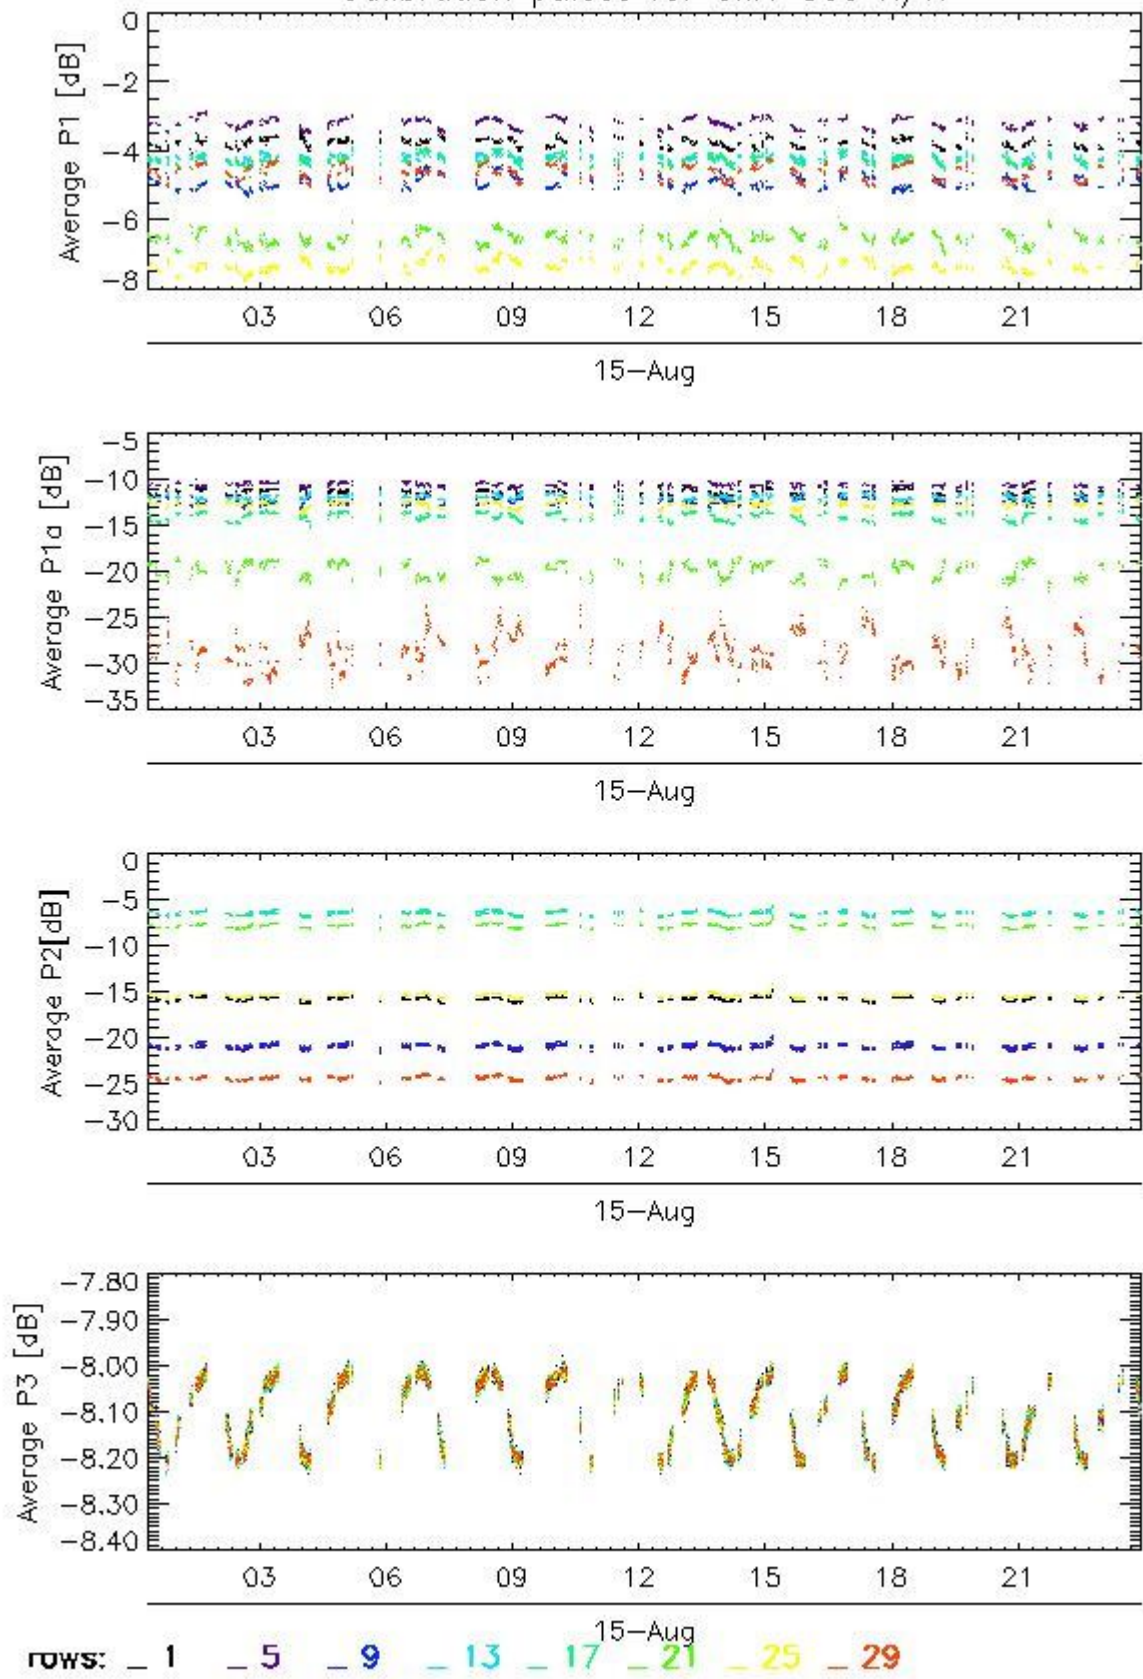 0
-2
-4
-6
-8
Average P1 [dB]
03 06 09 12 15 18 21
15-Aug
-5
-10
-15
-20
-25
-30
-35
Average P1a [dB]
03 06 09 12 15 18 21
15-Aug
0
-5
-10
-15
-20
-25
-30
Average P2[dB]
03 06 09 12 15 18 21
15-Aug
-7.80
-7.90
-8.00
-8.10
-8.20
-8.30
-8.40
Average P3 [dB]
03 06 09 12 15 18 21
15-Aug
rows: _ 1 _ 5 _ 9 _ 13 _ 17 _ 21 _ 25 _ 29